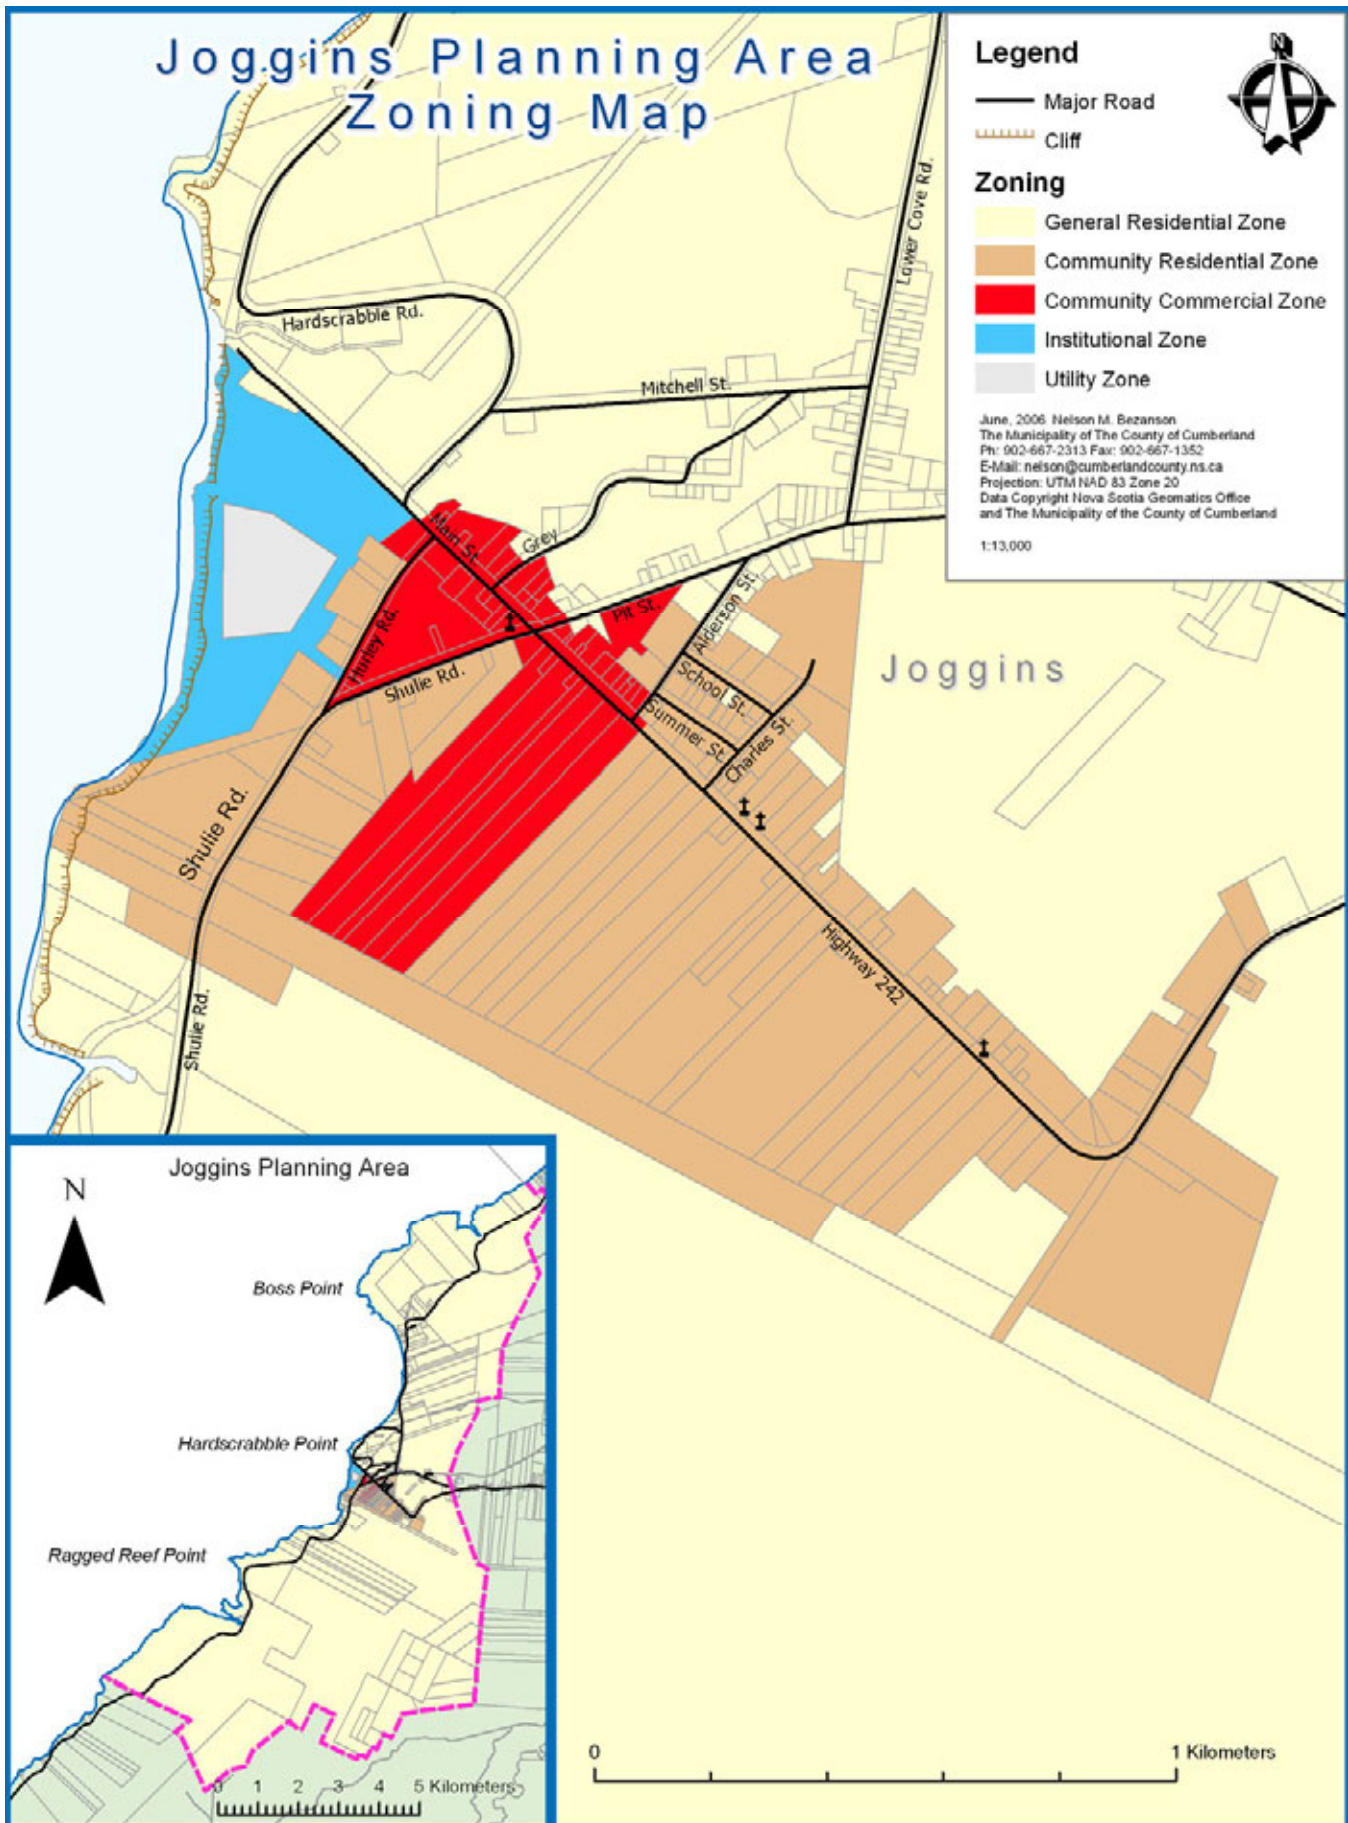 Joggins Planning Area
Zoning Map
Legend
N
Major Road
Cliff
Zoning
General Residential Zone
Community Residential Zone
Community Commercial Zone
Institutional Zone
Utility Zone
June, 2006 Nelson M. Bezanson
The Municipality of The County of Cumberland
Ph: 902-667-2313 Fax: 902-667-1352
E-Mail: nelson@cumberlandcounty.ns.ca
Projection: UTM NAD 83 Zone 20
Data Copyright Nova Scotia Geomatics Office
and The Municipality of the County of Cumberland
1:13,000
Lower Cove Rd.
Hardscrabble Rd.
Mitchell St.
Main St.
Grey
Pit St.
Alderson St.
Hurley Rd.
Shulie Rd.
School St.
Summer St.
Charles St.
Joggins
Shulie Rd.
Highway 242
Shulie Rd.
Joggins Planning Area
N
Boss Point
Hardscrabble Point
Ragged Reef Point
0 1 2 3 4 5 Kilometers
0 1 Kilometers